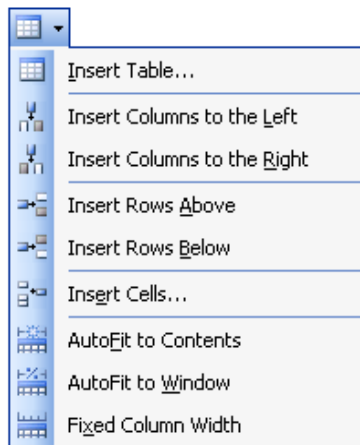 Insert Table...
Insert Columns to the Left
Insert Columns to the Right
Insert Rows Above
Insert Rows Below
Insert Cells...
AutoFit to Contents
AutoFit to Window
Fixed Column Width